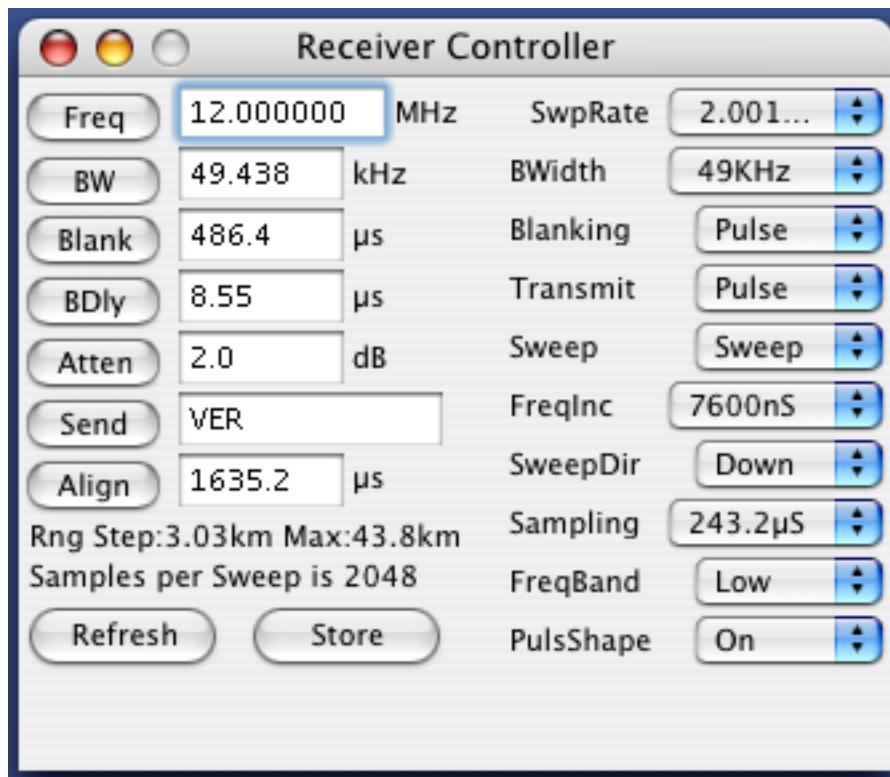 Receiver Controller
Freq 12.000000 MHz SwpRate 2.001...
BW 49.438 kHz BWidth 49KHz
Blank 486.4 µs Blanking Pulse
BDly 8.55 µs Transmit Pulse
Atten 2.0 dB Sweep Sweep
Send VER FreqInc 7600nS
Align 1635.2 µs SweepDir Down
Rng Step:3.03km Max:43.8km Sampling 243.2µS
Samples per Sweep is 2048 FreqBand Low
Refresh Store PulsShape On